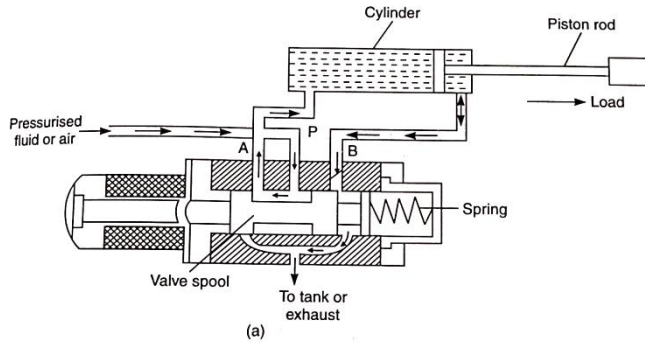 Cylinder
Piston rod
Load
Pressurised
fluid or air
P
A
B
Spring
Valve spool
To tank or
exhaust
(a)